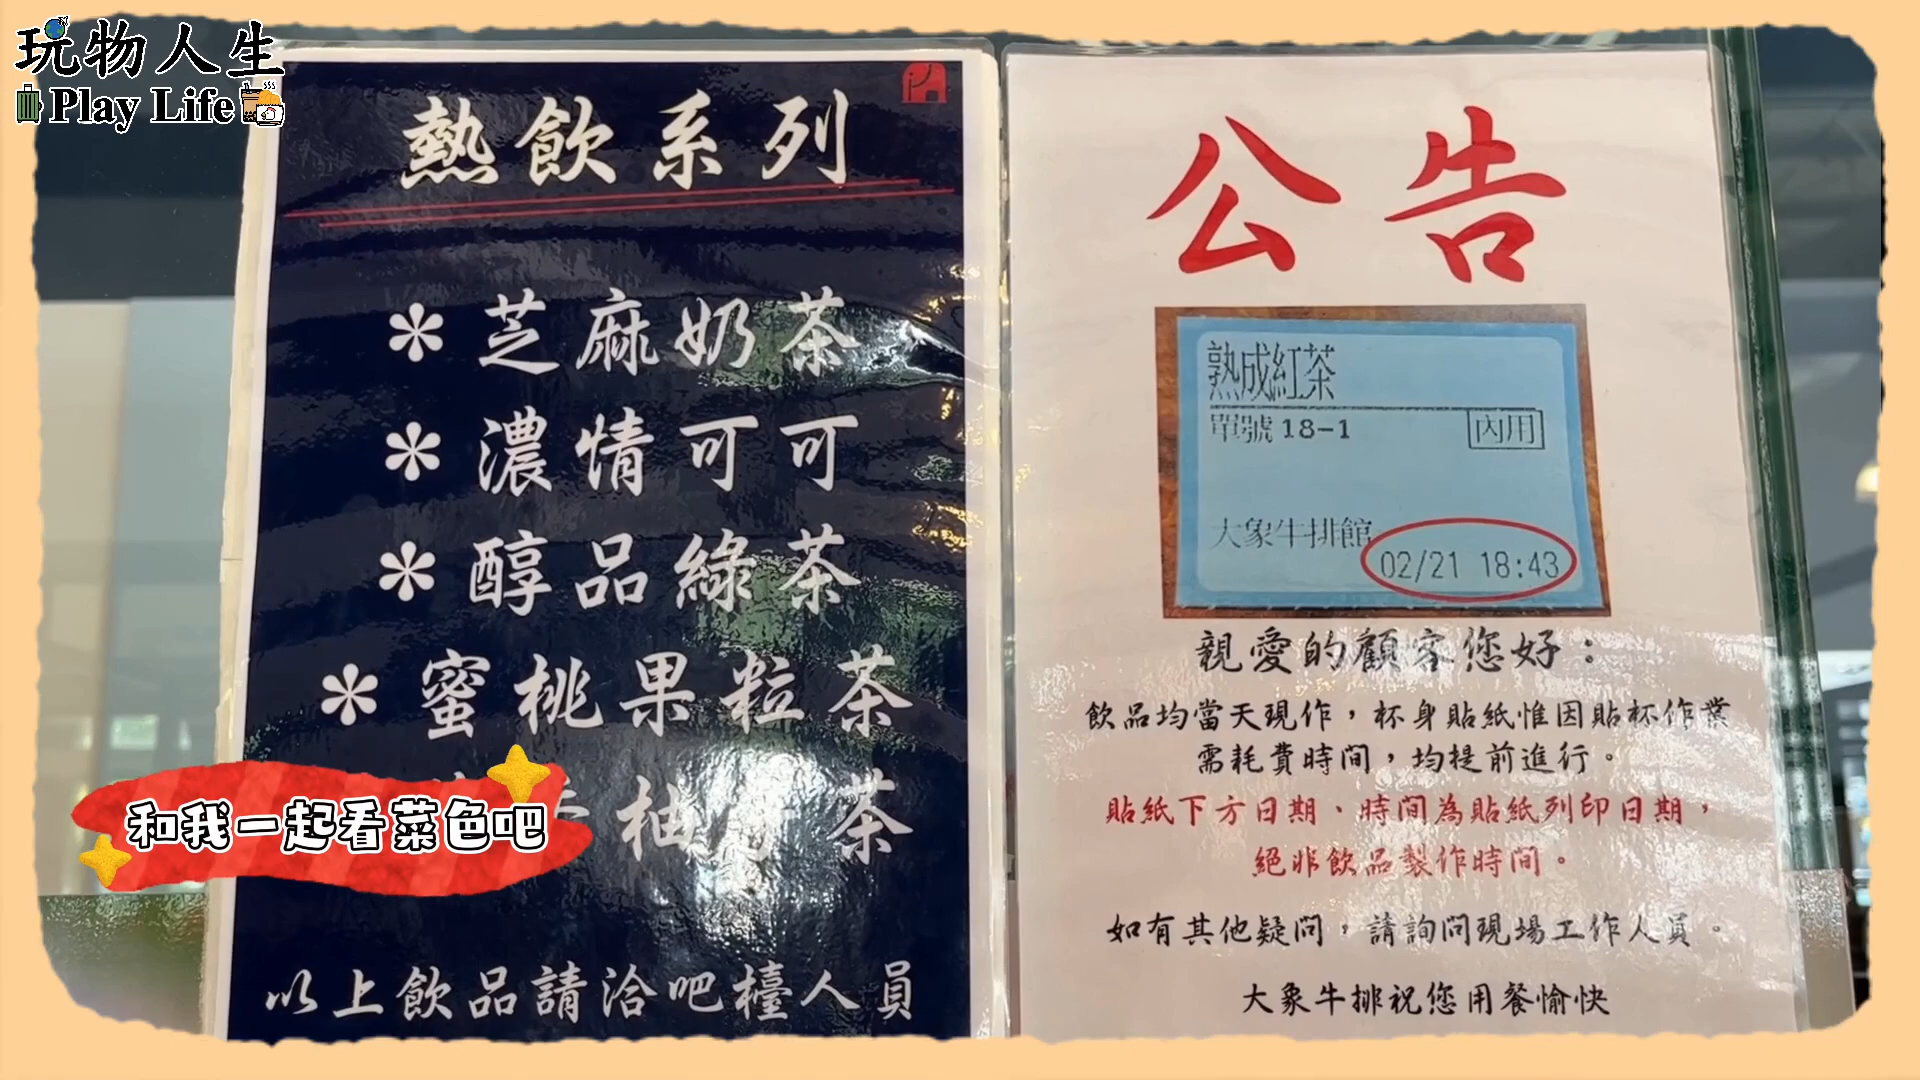 玩物人生
Play Life
熱飲系列
* 芝麻奶茶
* 濃情可可
* 醇品綠茶
* 蜜桃果粒茶
柚子茶
以上飲品請洽吧檯人員
和我一起看菜色吧
公告
熟成紅茶
單號 18-1 內用
大象牛排館
02/21 18:43
親愛的顧客您好：
飲品均當天現作，杯身貼紙惟因貼杯作業
需耗費時間，均提前進行。
貼紙下方日期、時間為貼紙列印日期，
絕非飲品製作時間。
如有其他疑問，請詢問現場工作人員。
大象牛排祝您用餐愉快